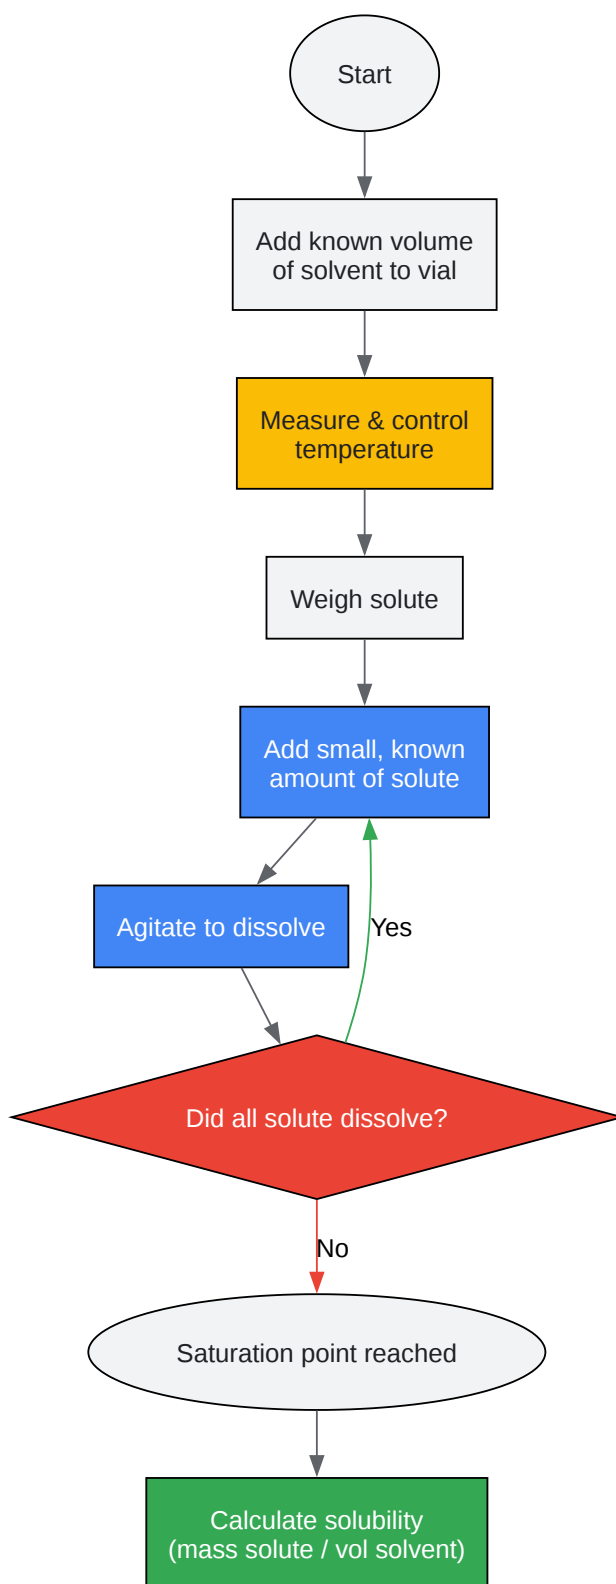 Start
Add known volume
of solvent to vial
Measure & control
temperature
Weigh solute
Add small, known
amount of solute
Agitate to dissolve
Yes
Did all solute dissolve?
No
Saturation point reached
Calculate solubility
(mass solute / vol solvent)